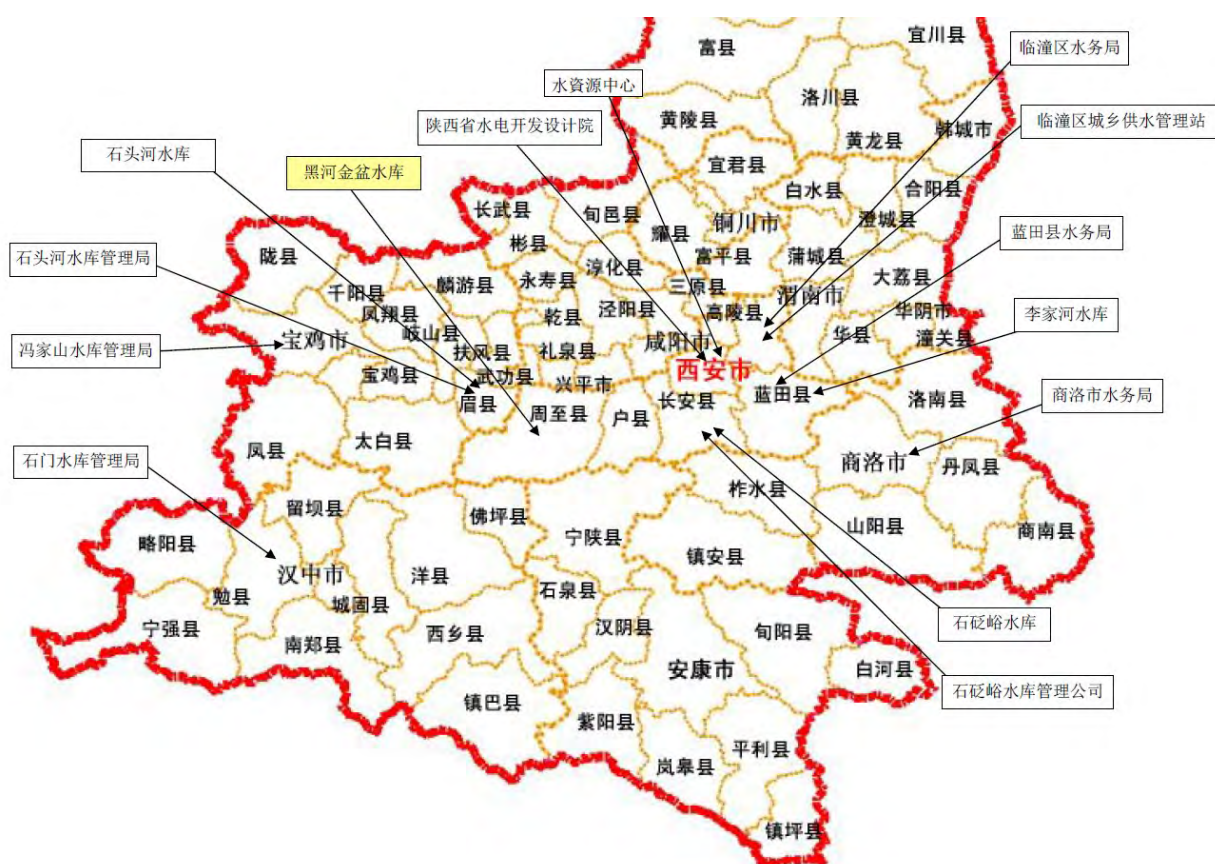 富县
宜川县
临潼区水务局
水資源中心
洛川县
黄陵县
陕西省水电开发设计院
临潼区城乡供水管理站
黄龙县
韩城市
石头河水库
黑河金盆水库
宜君县
白水县
合阳县
长武县
旬邑县
耀县
铜川市
澄城县
蓝田县水务局
陇县
彬县
石头河水库管理局
淳化县
富平县
蒲城县
大荔县
千阳县
麟游县
永寿县
三原县
渭南市
凤翔县
泾阳县
高陵县
华阴市
李家河水库
岐山县
乾县
华县
潼关县
宝鸡市
冯家山水库管理局
扶风县
礼泉县
咸阳市
西安市
宝鸡县
武功县
兴平市
蓝田县
眉县
周至县
户县
长安县
洛南县
商洛市水务局
凤县
太白县
石门水库管理局
商洛市
丹凤县
柞水县
留坝县
佛坪县
宁陕县
山阳县
商南县
略阳县
镇安县
汉中市
洋县
石泉县
勉县
城固县
石砭峪水库
宁强县
南郑县
西乡县
汉阴县
旬阳县
安康市
白河县
石砭峪水库管理公司
镇巴县
紫阳县
平利县
岚皋县
镇坪县